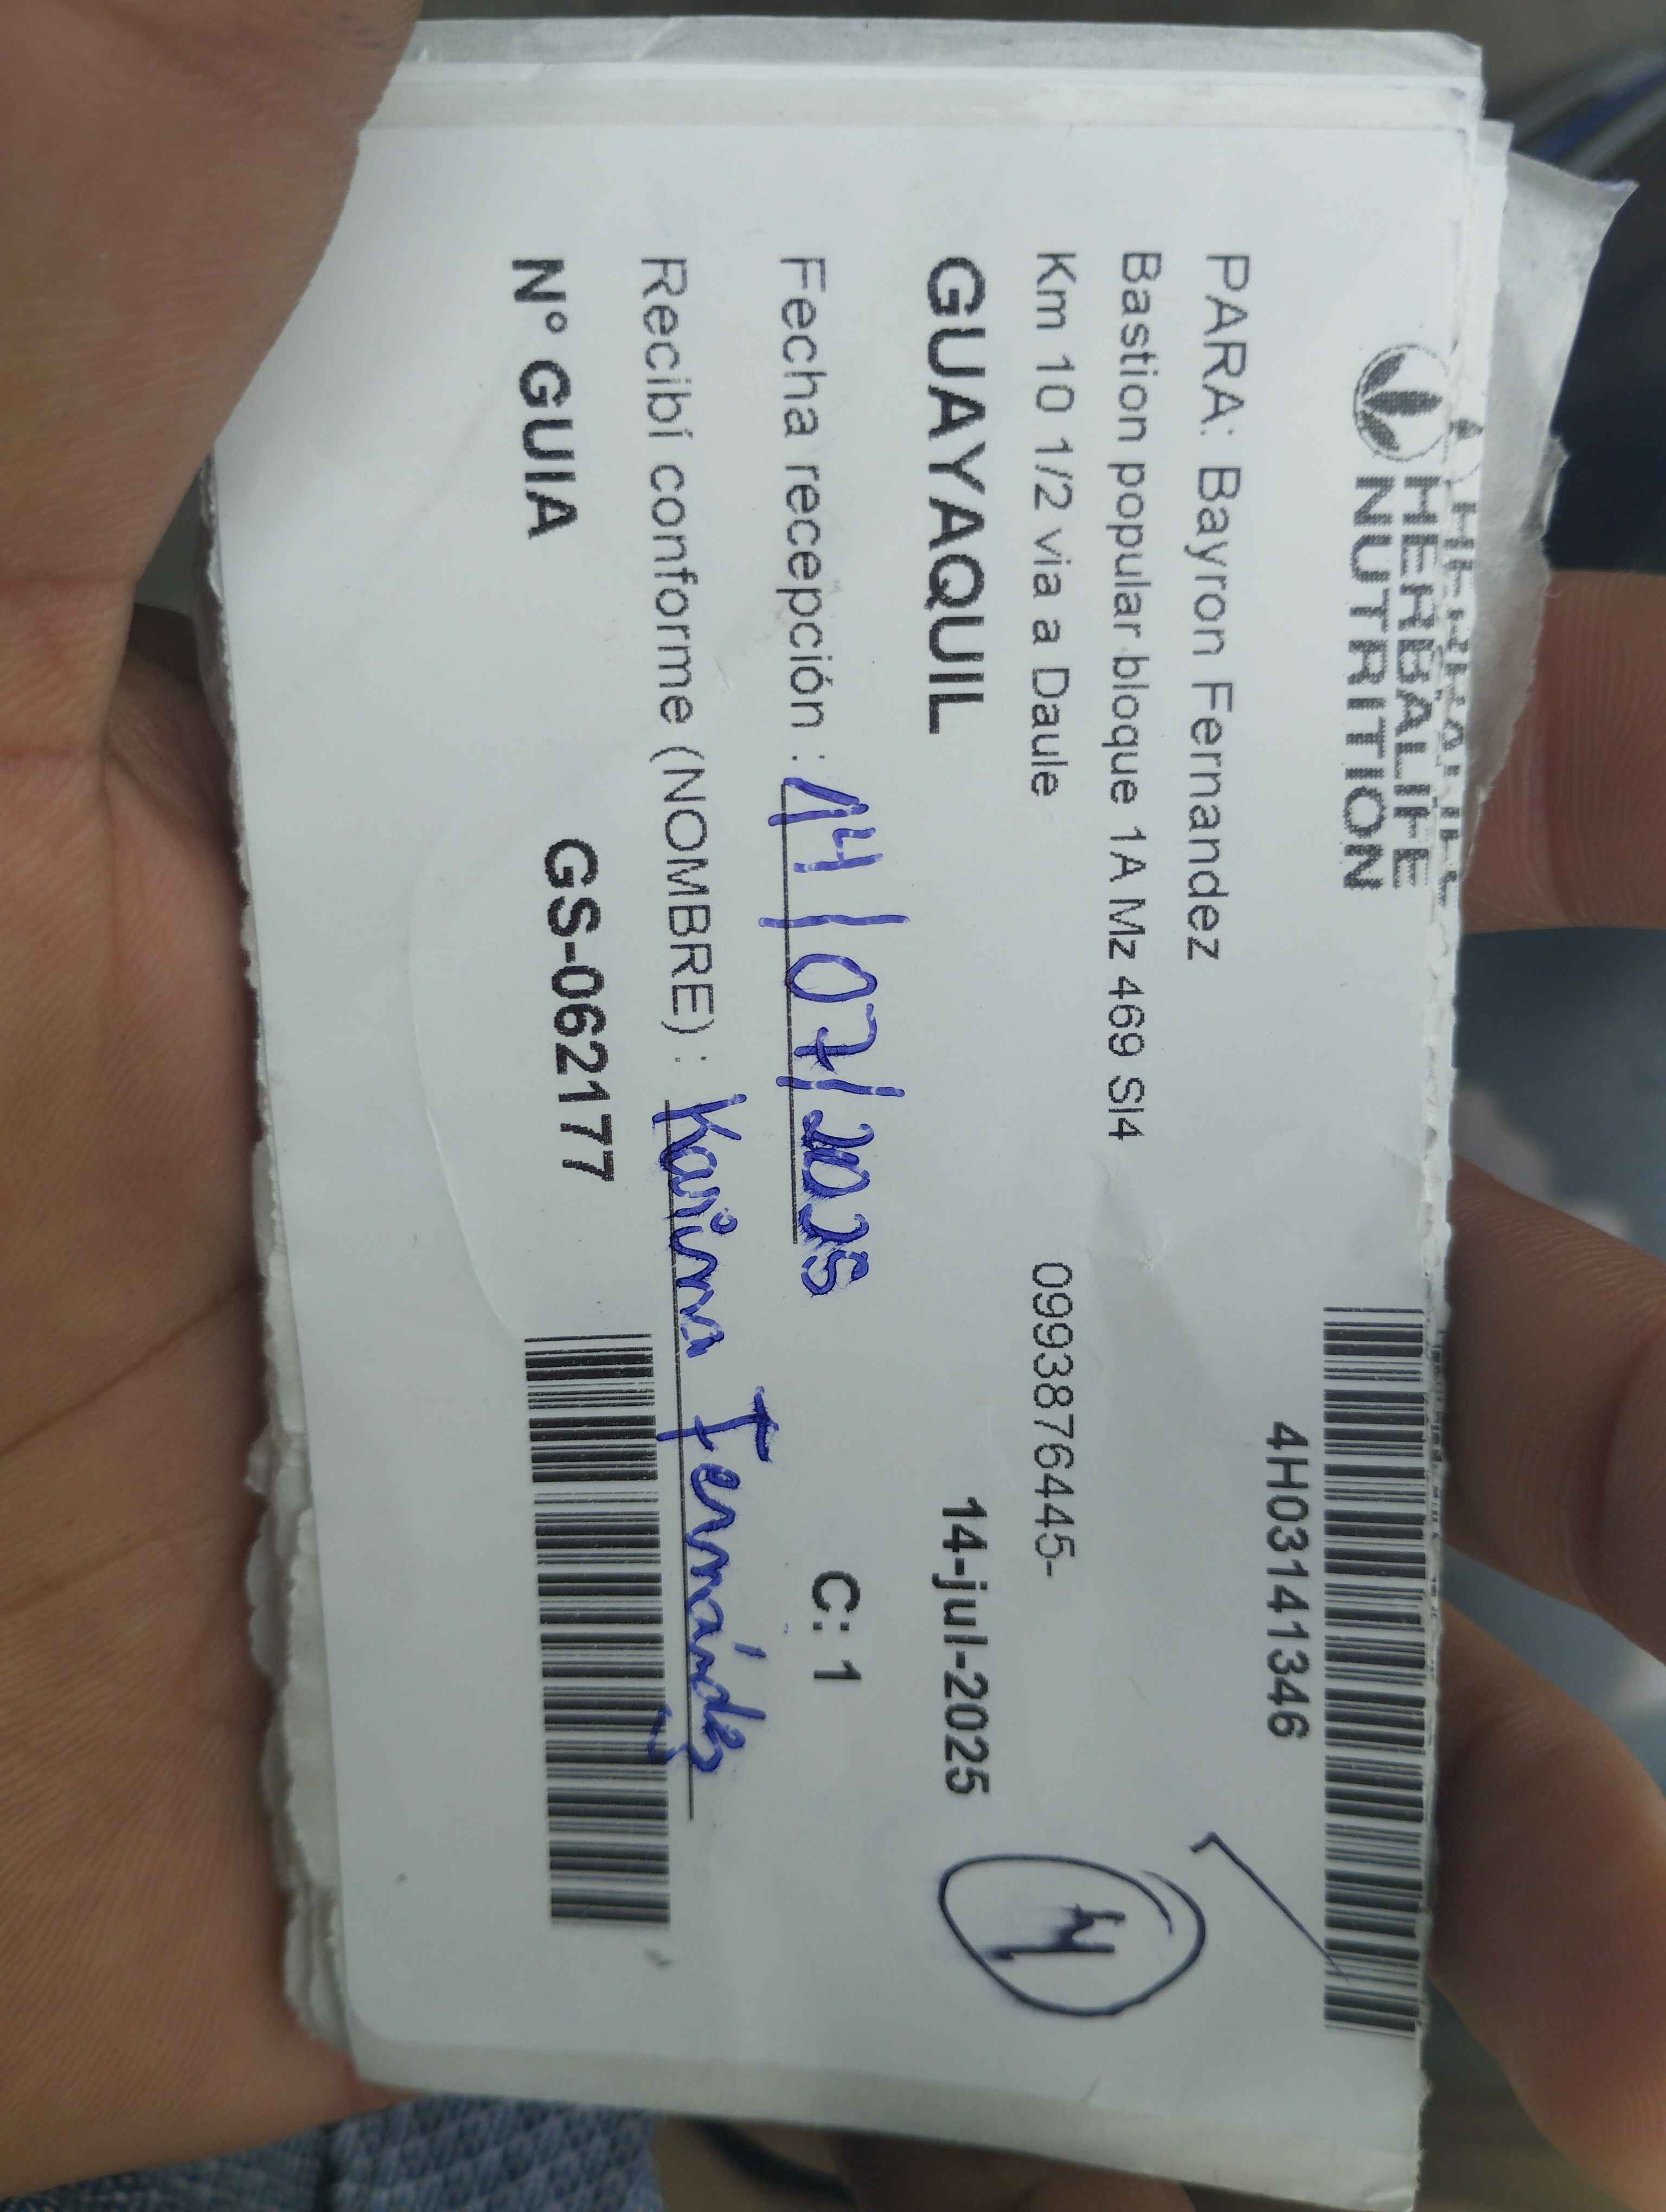 HERBALIFE
NUTRITION
4H03141346
PARA: Bayron Fernandez
Bastion popular bloque 1A Mz 469 Sl4
Km 10 1/2 via a Daule 0993876445-
GUAYAQUIL 14-jul-2025
Fecha recepción : 14/07/2025 C: 1
Recibí conforme (NOMBRE) : Karima Fernández
N° GUIA GS-062177